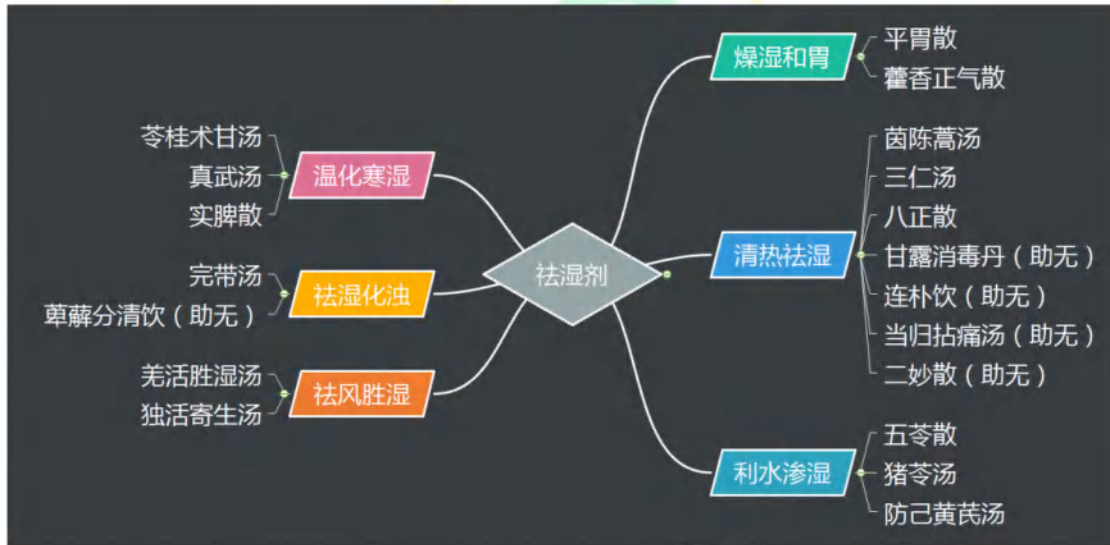 祛湿剂
燥湿和胃
平胃散
藿香正气散
清热祛湿
茵陈蒿汤
三仁汤
八正散
甘露消毒丹（助无）
连朴饮（助无）
当归拈痛汤（助无）
二妙散（助无）
利水渗湿
五苓散
猪苓汤
防己黄芪汤
温化寒湿
苓桂术甘汤
真武汤
实脾散
祛湿化浊
完带汤
萆薢分清饮（助无）
祛风胜湿
羌活胜湿汤
独活寄生汤